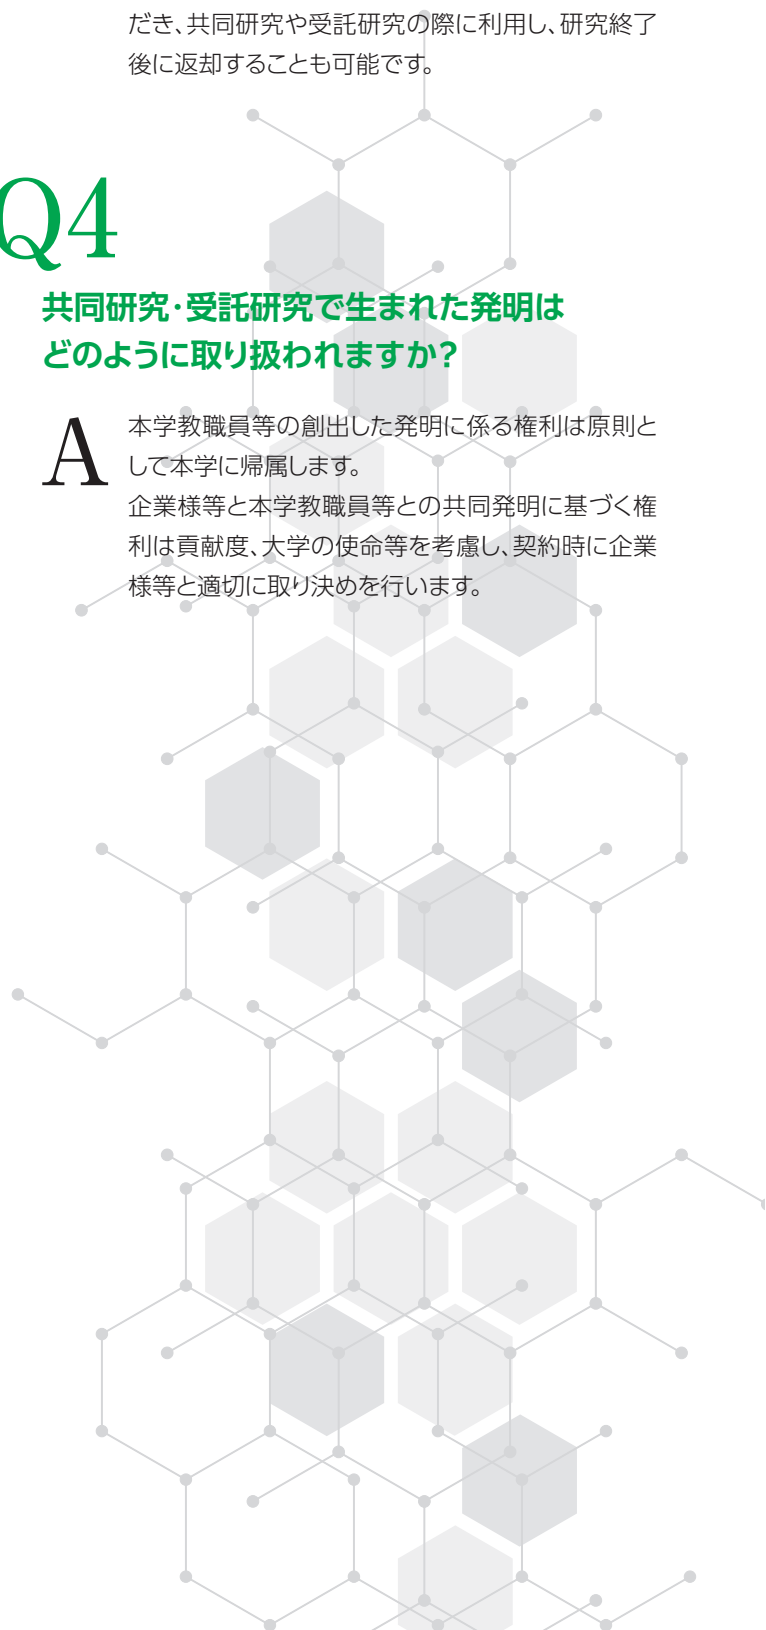 だき、共同研究や受託研究の際に利用し、研究終了
後に返却することも可能です。
Q4
共同研究・受託研究で生まれた発明は
どのように取り扱われますか？
A
本学教職員等の創出した発明に係る権利は原則と
して本学に帰属します。
企業様等と本学教職員等との共同発明に基づく権
利は貢献度、大学の使命等を考慮し、契約時に企業
様等と適切に取り決めを行います。